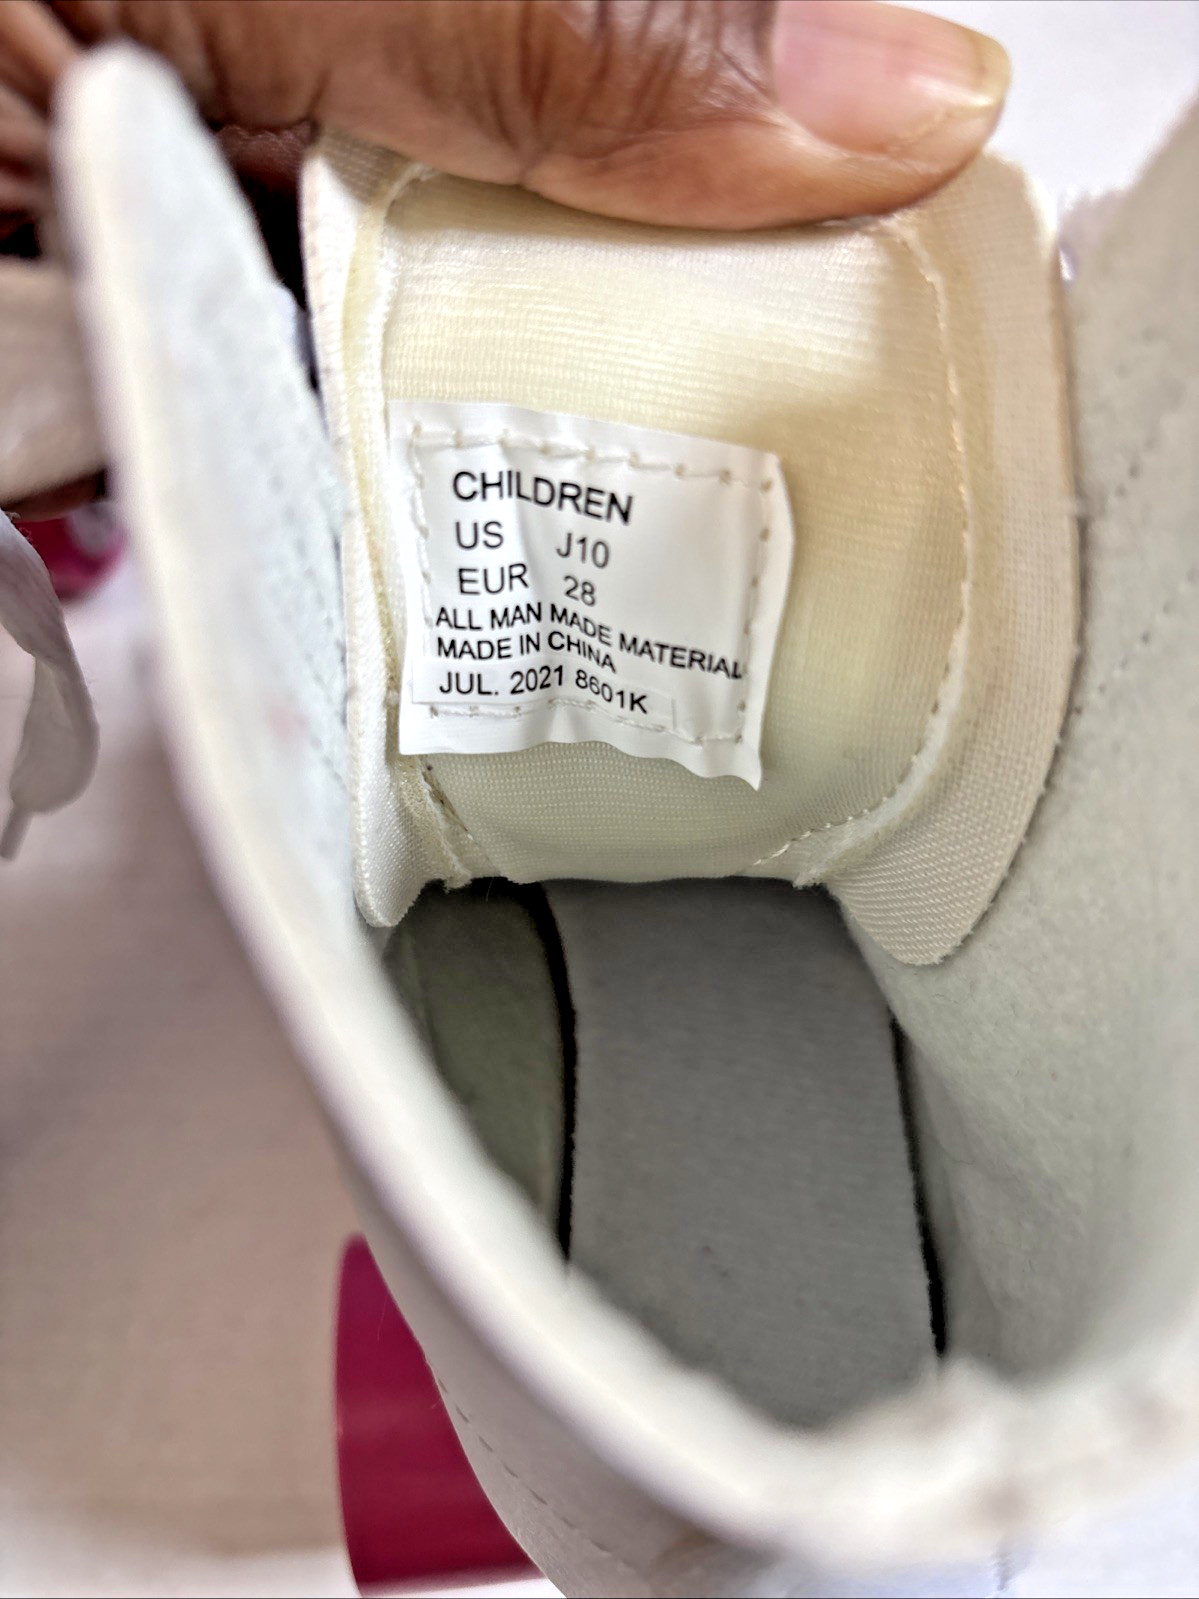 CHILDREN
US J10
EUR 28
ALL MAN MADE MATERIAL
MADE IN CHINA
JUL. 2021 8601K